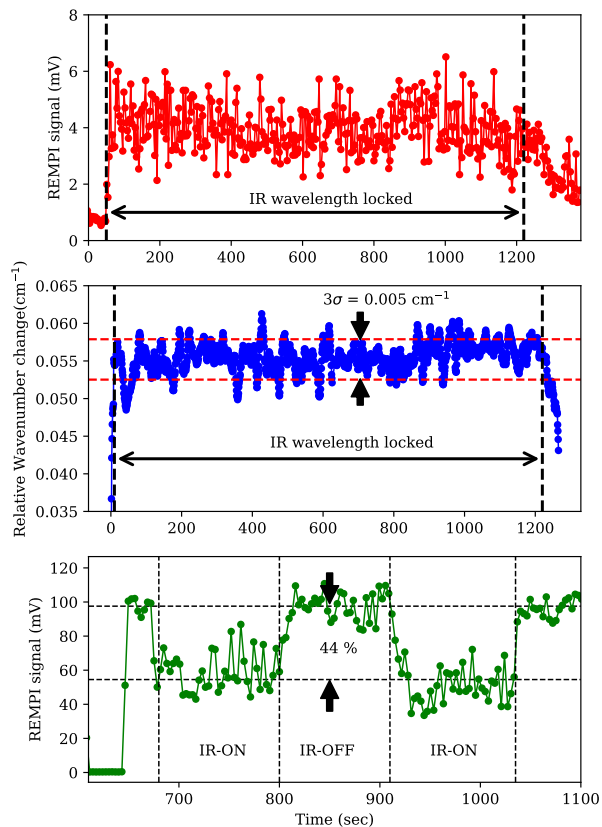 8
6
4
2
0
REMPI signal (mV)
IR wavelength locked
0 200 400 600 800 1000 1200
0.065
0.060
0.055
0.050
0.045
0.040
0.035
Relative Wavenumber change(cm⁻¹)
3σ = 0.005 cm⁻¹
IR wavelength locked
0 200 400 600 800 1000 1200
120
100
80
60
40
20
0
REMPI signal (mV)
44 %
IR-ON IR-OFF IR-ON
700 800 900 1000 1100
Time (sec)